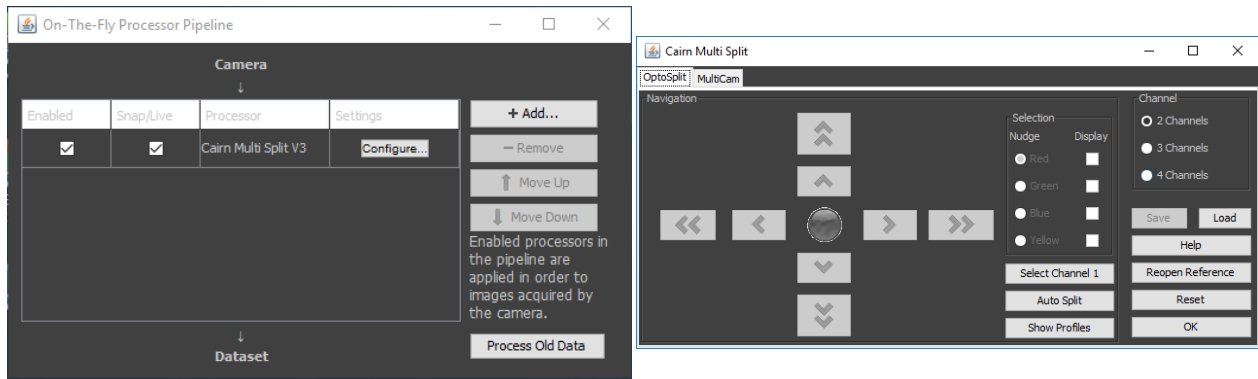 On-The-Fly Processor Pipeline
Camera
↓
Enabled Snap/Live Processor Settings
Cairn Multi Split V3 Configure...
+ Add...
− Remove
⬆ Move Up
⬇ Move Down
Enabled processors in
the pipeline are
applied in order to
images acquired by
the camera.
↓
Dataset
Process Old Data
Cairn Multi Split
OptoSplit MultiCam
Navigation
Selection
Nudge Display
Red
Green
Blue
Yellow
Select Channel 1
Auto Split
Show Profiles
Channel
2 Channels
3 Channels
4 Channels
Save Load
Help
Reopen Reference
Reset
OK